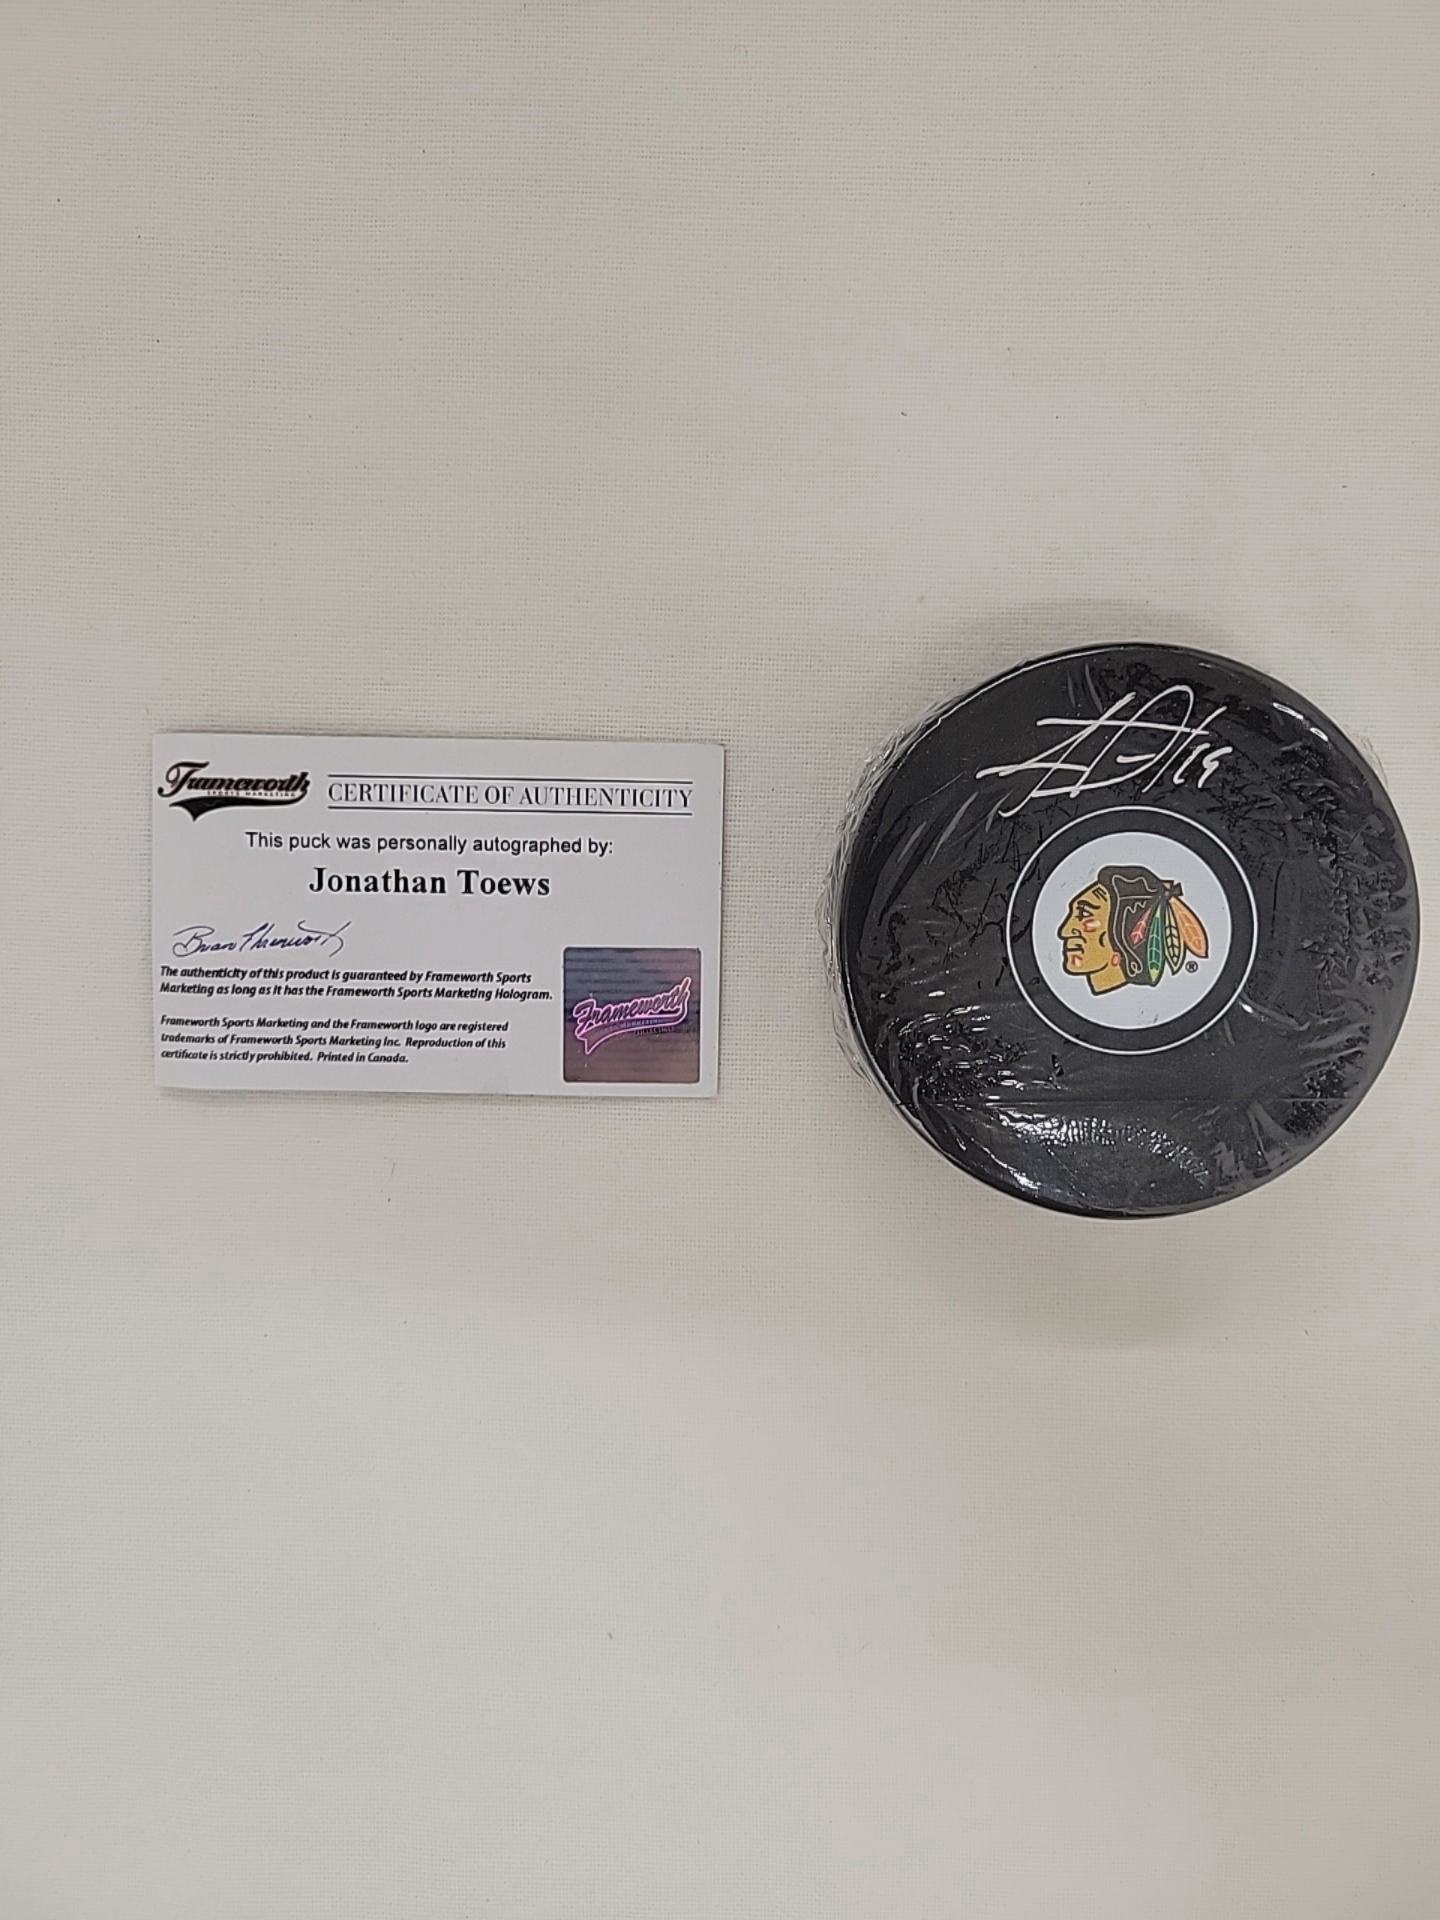 Frameworth
SPORTS MARKETING
CERTIFICATE OF AUTHENTICITY
This puck was personally autographed by:
Jonathan Toews
The authenticity of this product is guaranteed by Frameworth Sports
Marketing as long as it has the Frameworth Sports Marketing Hologram.
Frameworth Sports Marketing and the Frameworth logo are registered
trademarks of Frameworth Sports Marketing Inc. Reproduction of this
certificate is strictly prohibited. Printed in Canada.
Frameworth
19
®